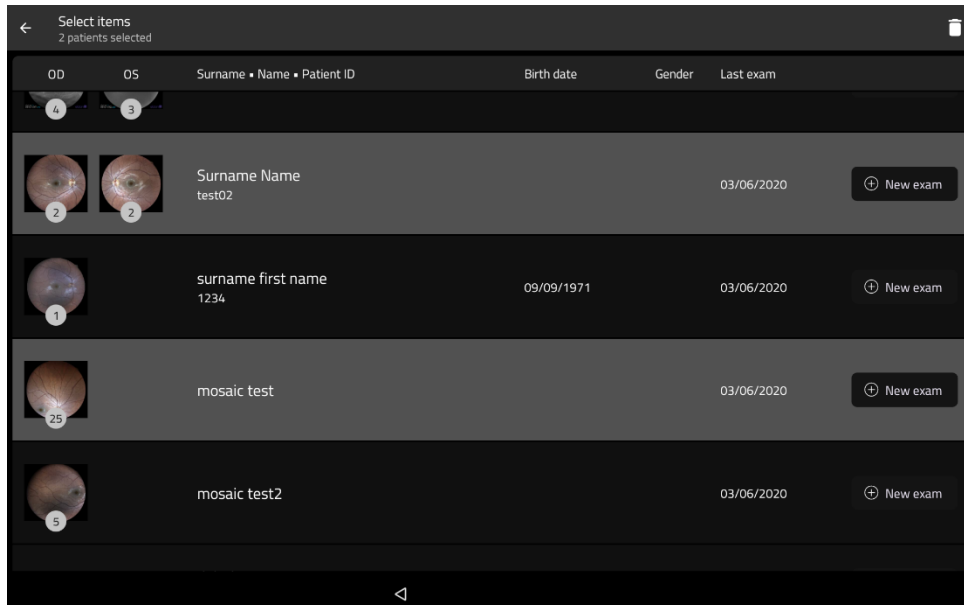 Select items
2 patients selected
OD OS Surname • Name • Patient ID Birth date Gender Last exam
4 3
Surname Name
test02
03/06/2020 New exam
2 2
surname first name
1234
09/09/1971 03/06/2020 New exam
1
mosaic test 03/06/2020 New exam
25
mosaic test2 03/06/2020 New exam
5